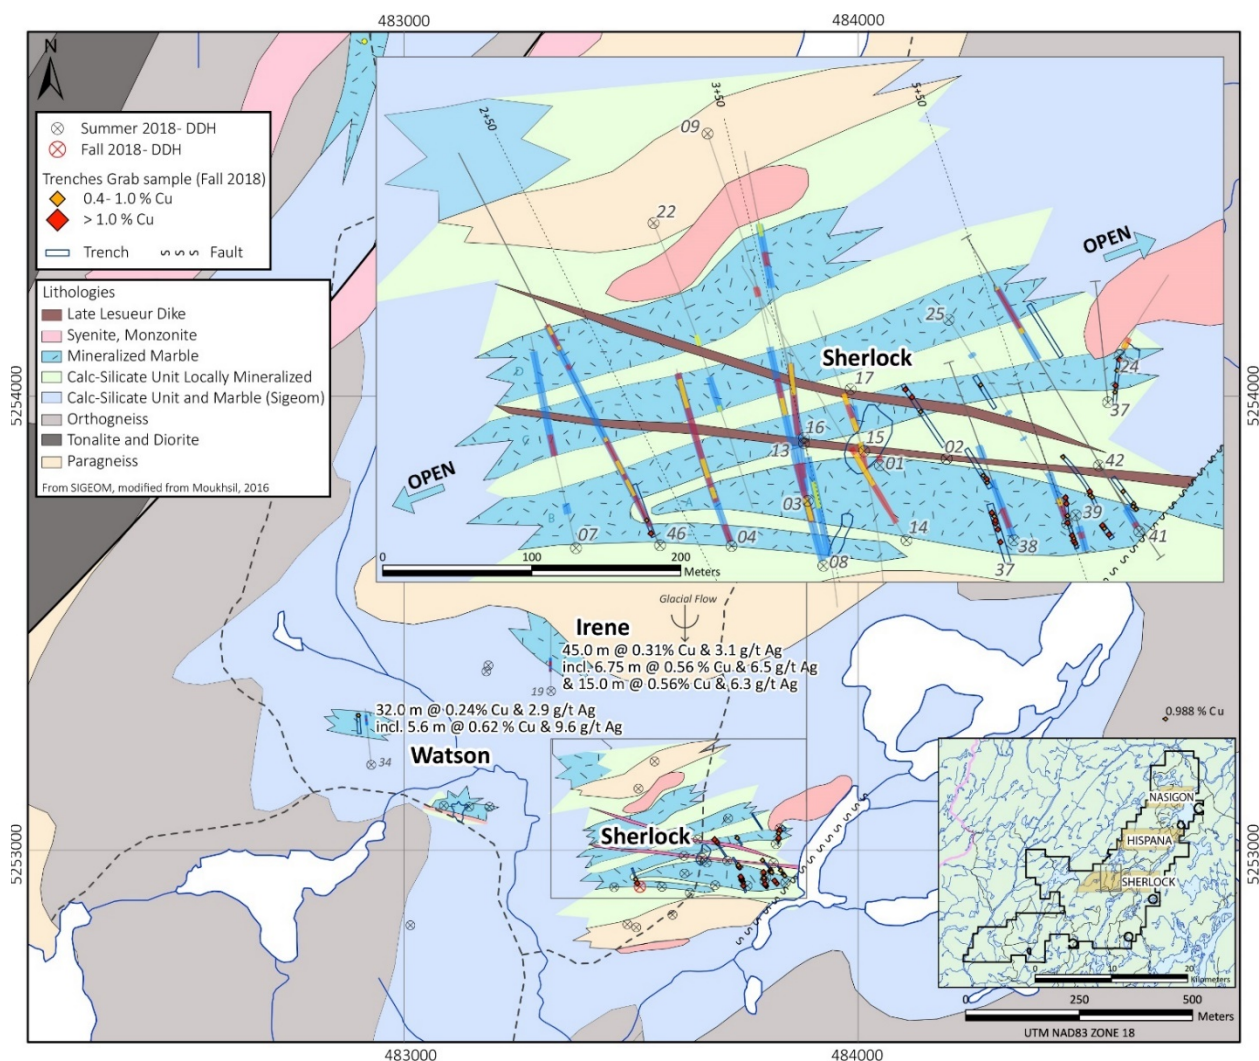 483000
484000
N
Summer 2018- DDH
Fall 2018- DDH
Trenches Grab sample (Fall 2018)
0.4- 1.0 % Cu
> 1.0 % Cu
Trench
s s s Fault
Lithologies
Late Lesueur Dike
Syenite, Monzonite
Mineralized Marble
Calc-Silicate Unit Locally Mineralized
Calc-Silicate Unit and Marble (Sigeom)
Orthogneiss
Tonalite and Diorite
Paragneiss
From SIGEOM, modified from Moukhsil, 2016
2+50
3+50
5+50
09
22
OPEN
25
Sherlock
24
17
37
D
C
16
13
15
01
02
42
OPEN
A
03
39
B
07
46
04
14
38
41
08
37
0
100
200
Meters
5254000
5254000
Glacial Flow
Irene
45.0 m @ 0.31% Cu & 3.1 g/t Ag
incl. 6.75 m @ 0.56 % Cu & 6.5 g/t Ag
& 15.0 m @ 0.56% Cu & 6.3 g/t Ag
19
32.0 m @ 0.24% Cu & 2.9 g/t Ag
incl. 5.6 m @ 0.62 % Cu & 9.6 g/t Ag
0.988 % Cu
Watson
34
Sherlock
5253000
5253000
NASIGON
HISPANA
SHERLOCK
0
10
20
Kilometers
0
250
500
Meters
UTM NAD83 ZONE 18
483000
484000